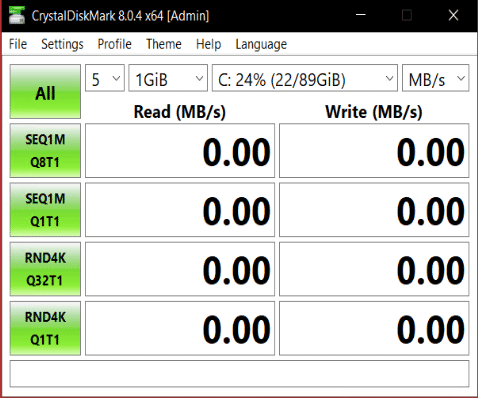 CrystalDiskMark 8.0.4 x64 [Admin]
File Settings Profile Theme Help Language
All 5 1GiB C: 24% (22/89GiB) MB/s
Read (MB/s) Write (MB/s)
SEQ1M
Q8T1 0.00 0.00
SEQ1M
Q1T1 0.00 0.00
RND4K
Q32T1 0.00 0.00
RND4K
Q1T1 0.00 0.00